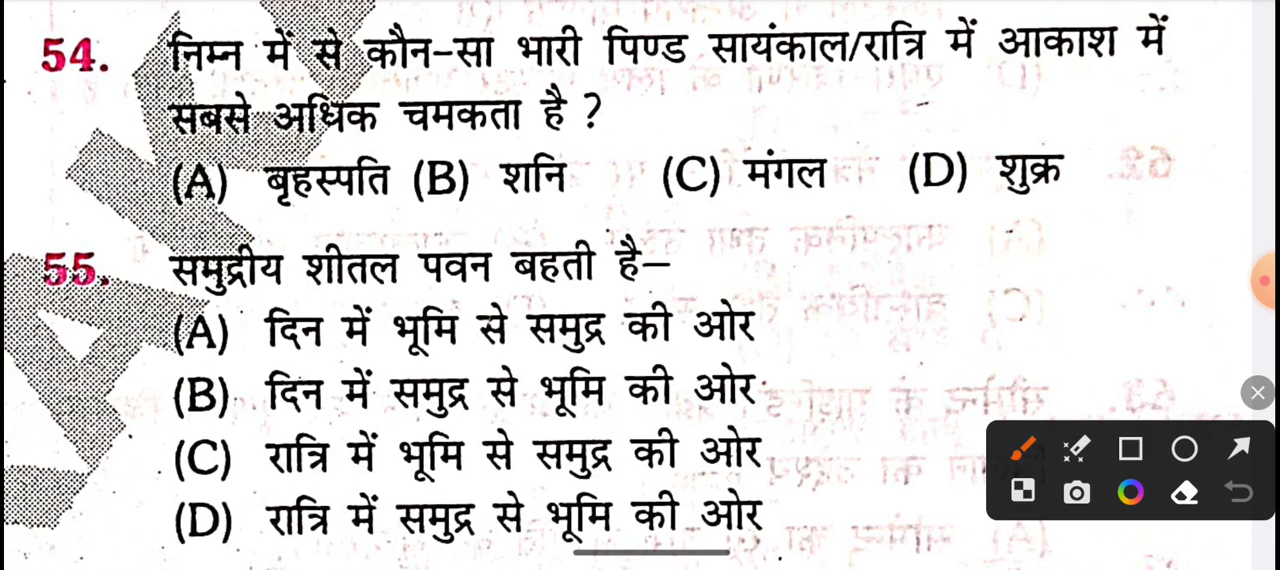 54. निम्न में से कौन-सा भारी पिण्ड सायंकाल/रात्रि में आकाश में
सबसे अधिक चमकता है ?
(A) बृहस्पति (B) शनि (C) मंगल (D) शुक्र
55. समुद्रीय शीतल पवन बहती है–
(A) दिन में भूमि से समुद्र की ओर
(B) दिन में समुद्र से भूमि की ओर
(C) रात्रि में भूमि से समुद्र की ओर
(D) रात्रि में समुद्र से भूमि की ओर